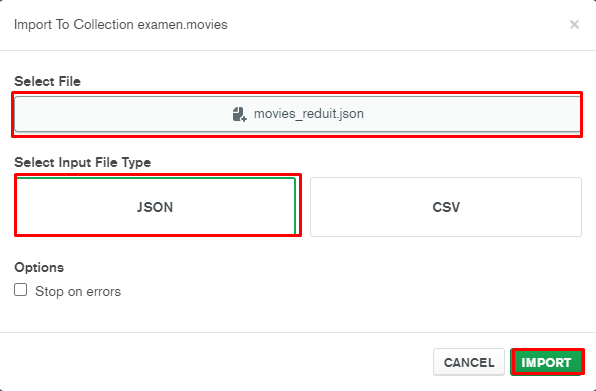 Import To Collection examen.movies ×
Select File
movies_reduit.json
Select Input File Type
JSON CSV
Options
Stop on errors
CANCEL IMPORT